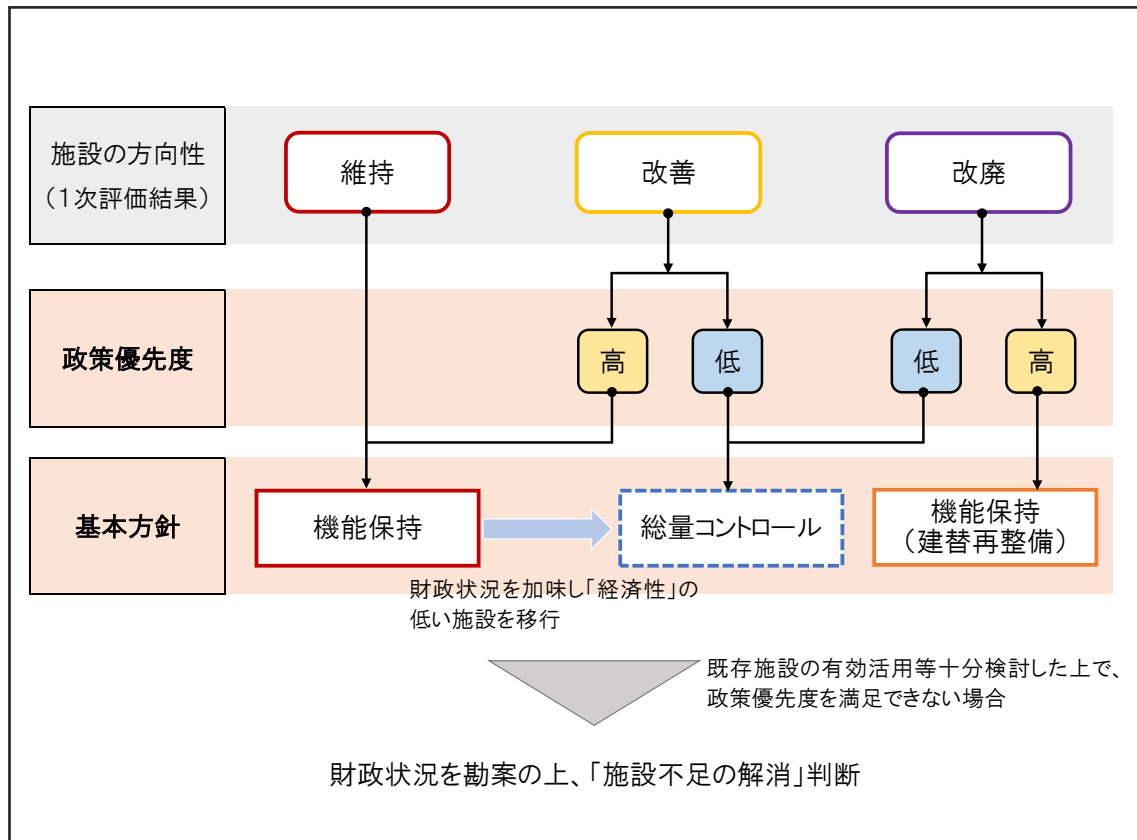 施設の方向性
(1次評価結果)
維持
改善
改廃
政策優先度
高
低
低
高
基本方針
機能保持
総量コントロール
機能保持
(建替再整備)
財政状況を加味し「経済性」の
低い施設を移行
既存施設の有効活用等十分検討した上で、
政策優先度を満足できない場合
財政状況を勘案の上、「施設不足の解消」判断